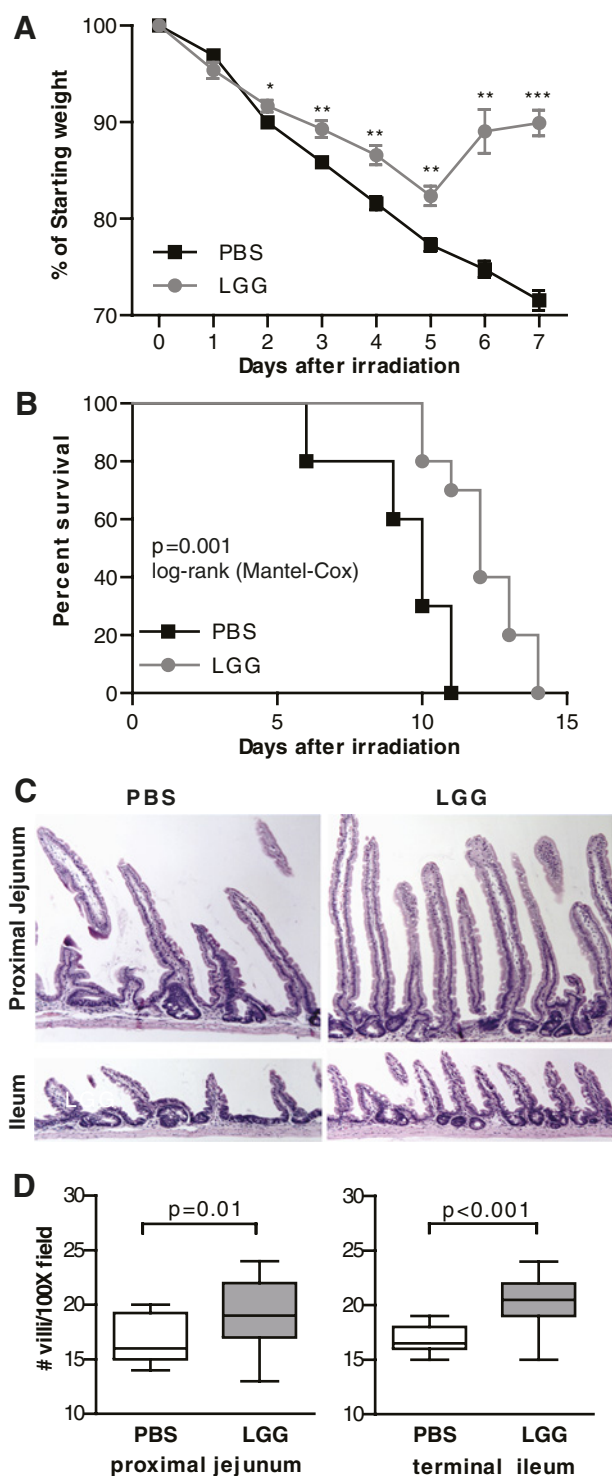 A
100
90
80
70
% of Starting weight
*
**
**
**
**
***
PBS
LGG
0 1 2 3 4 5 6 7
Days after irradiation
B
100
80
60
40
20
0
Percent survival
p=0.001
log-rank (Mantel-Cox)
PBS
LGG
0 5 10 15
Days after irradiation
C
PBS LGG
Proximal Jejunum
Ileum
D
30
25
20
15
10
# villi/100X field
p=0.01
PBS LGG
proximal jejunum
30
25
20
15
10
p<0.001
PBS LGG
terminal ileum